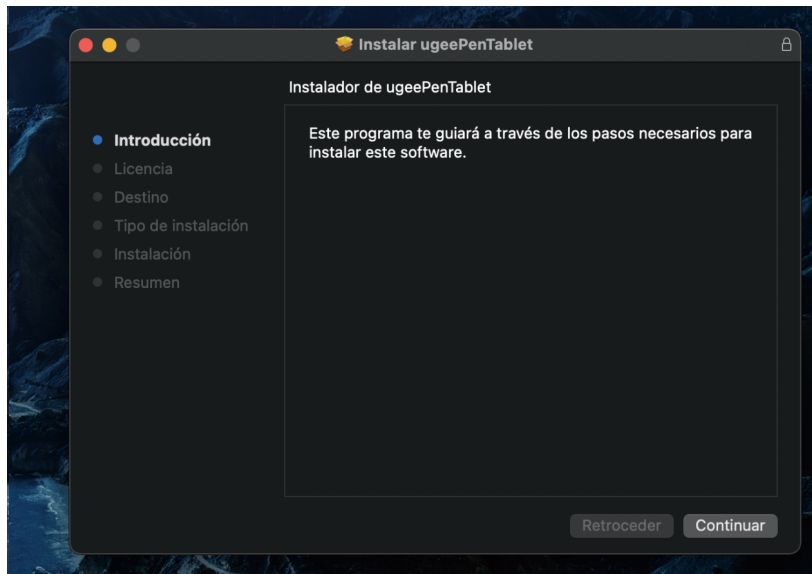 Instalar ugeePenTablet
Instalador de ugeePenTablet
Introducción
Licencia
Destino
Tipo de instalación
Instalación
Resumen
Este programa te guiará a través de los pasos necesarios para
instalar este software.
Retroceder
Continuar